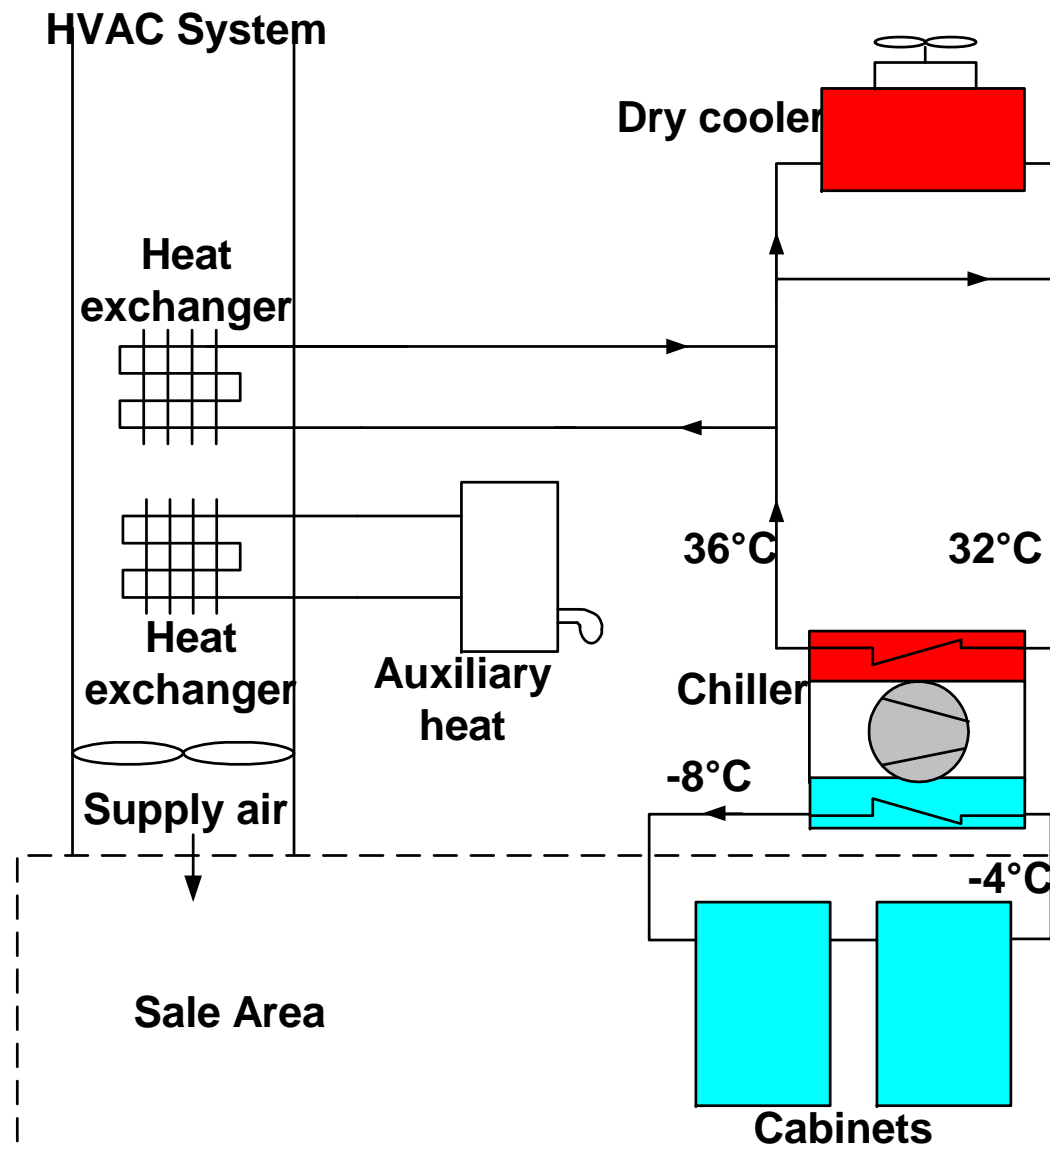 HVAC System
Dry cooler
Heat
exchanger
36°C
32°C
Heat
exchanger
Auxiliary
heat
Chiller
-8°C
Supply air
-4°C
Sale Area
Cabinets